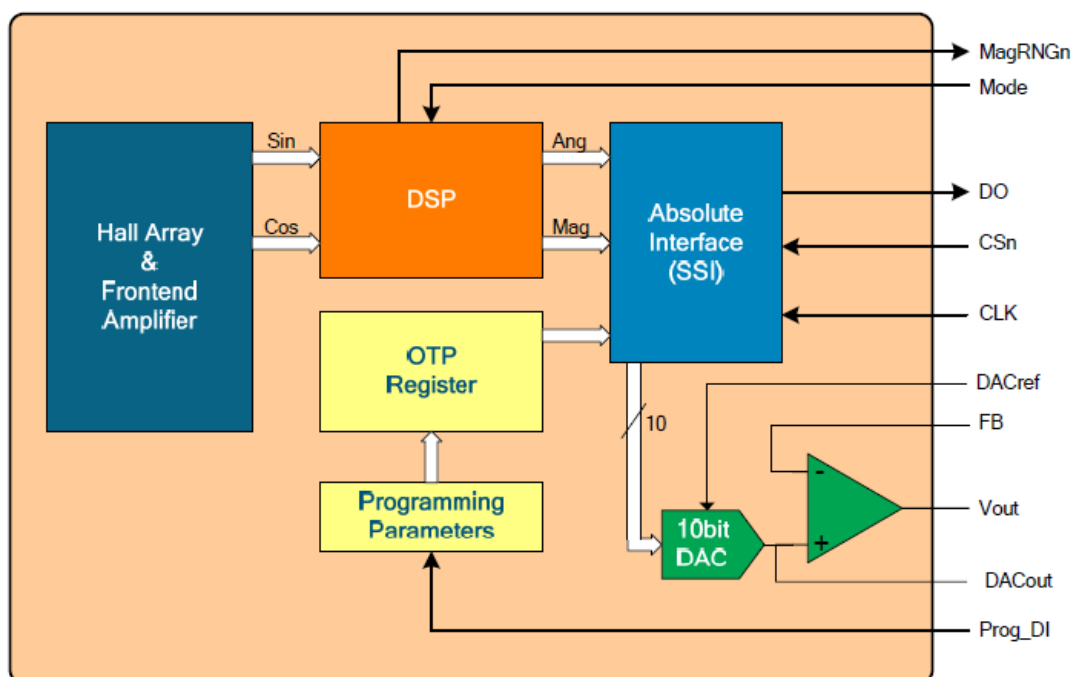 MagRNGn
Mode
Sin
Ang
DSP
Cos
Mag
Hall Array
&
Frontend
Amplifier
Absolute
Interface
(SSI)
DO
CSn
CLK
OTP
Register
10
DACref
FB
-
Programming
Parameters
10bit
DAC
+
Vout
DACout
Prog_DI